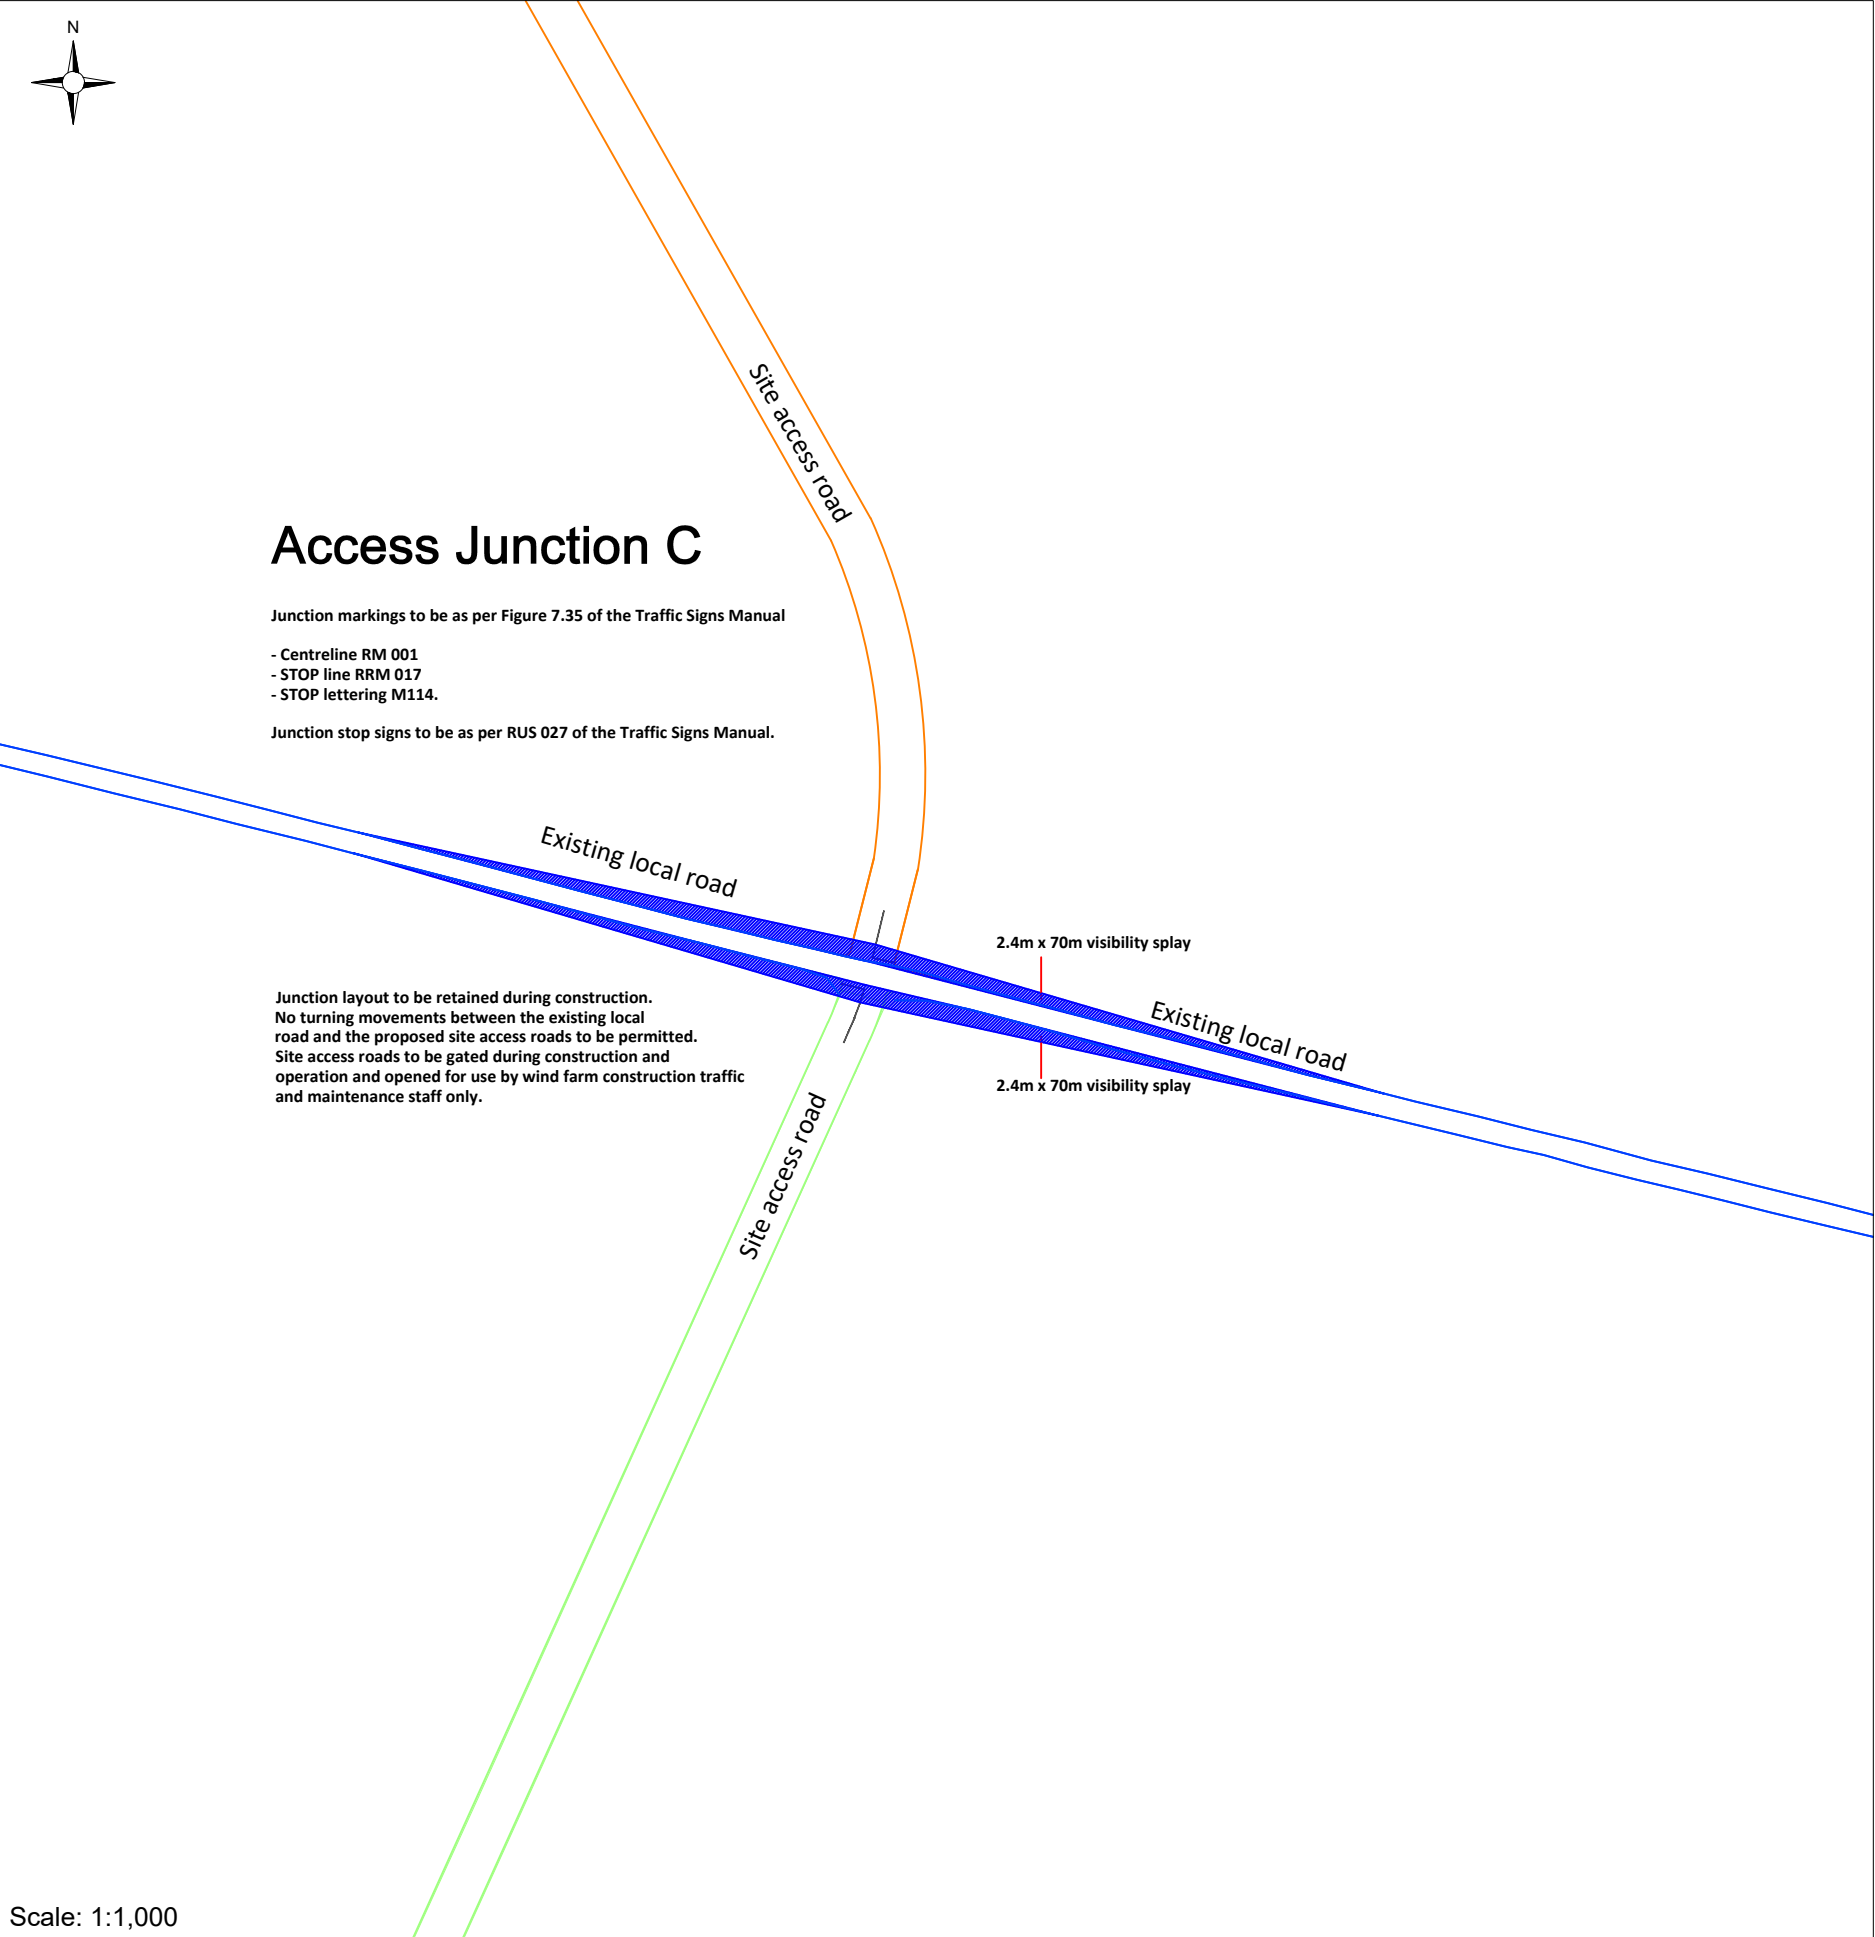 N
Site access road
Access Junction C
Junction markings to be as per Figure 7.35 of the Traffic Signs Manual
- Centreline RM 001
- STOP line RRM 017
- STOP lettering M114.
Junction stop signs to be as per RUS 027 of the Traffic Signs Manual.
Existing local road
2.4m x 70m visibility splay
Junction layout to be retained during construction.
No turning movements between the existing local
road and the proposed site access roads to be permitted.
Site access roads to be gated during construction and
operation and opened for use by wind farm construction traffic
and maintenance staff only.
Existing local road
2.4m x 70m visibility splay
Site access road
Scale: 1:1,000